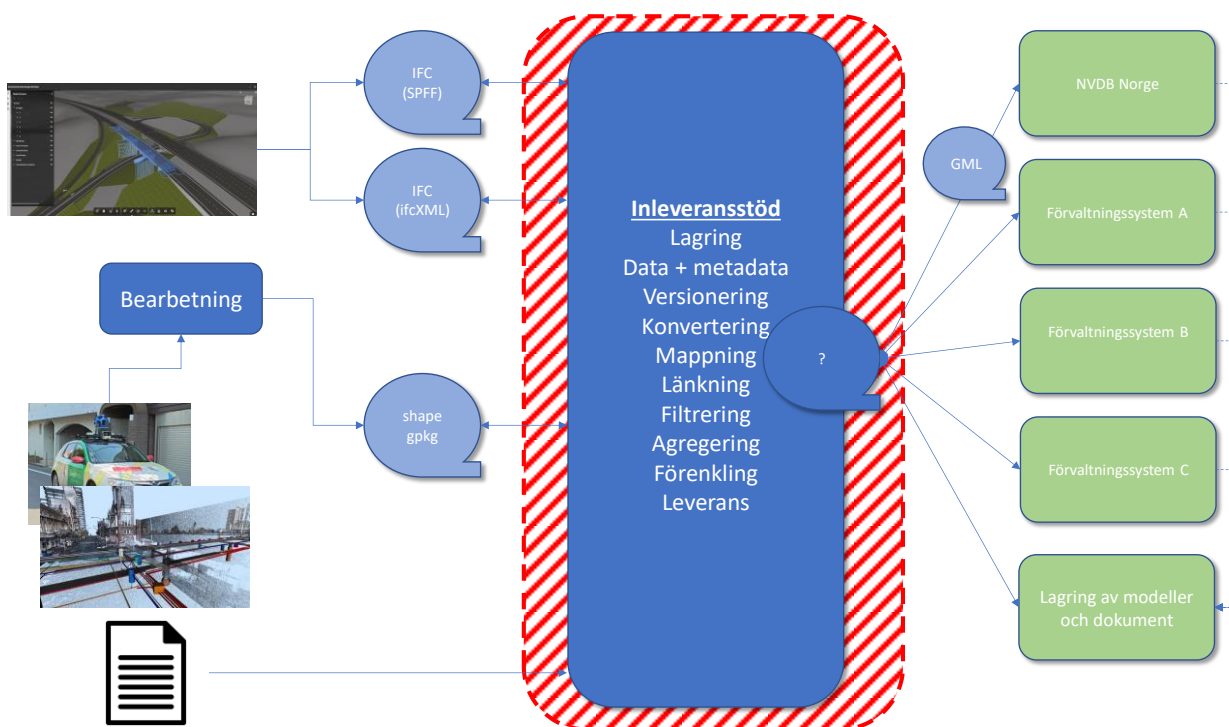 IFC
(SPFF)
IFC
(ifcXML)
Bearbetning
shape
gpkg
Inleveransstöd
Lagring
Data + metadata
Versionering
Konvertering
Mappning
Länkning
Filtrering
Agregering
Förenkling
Leverans
?
GML
NVDB Norge
Förvaltningssystem A
Förvaltningssystem B
Förvaltningssystem C
Lagring av modeller
och dokument